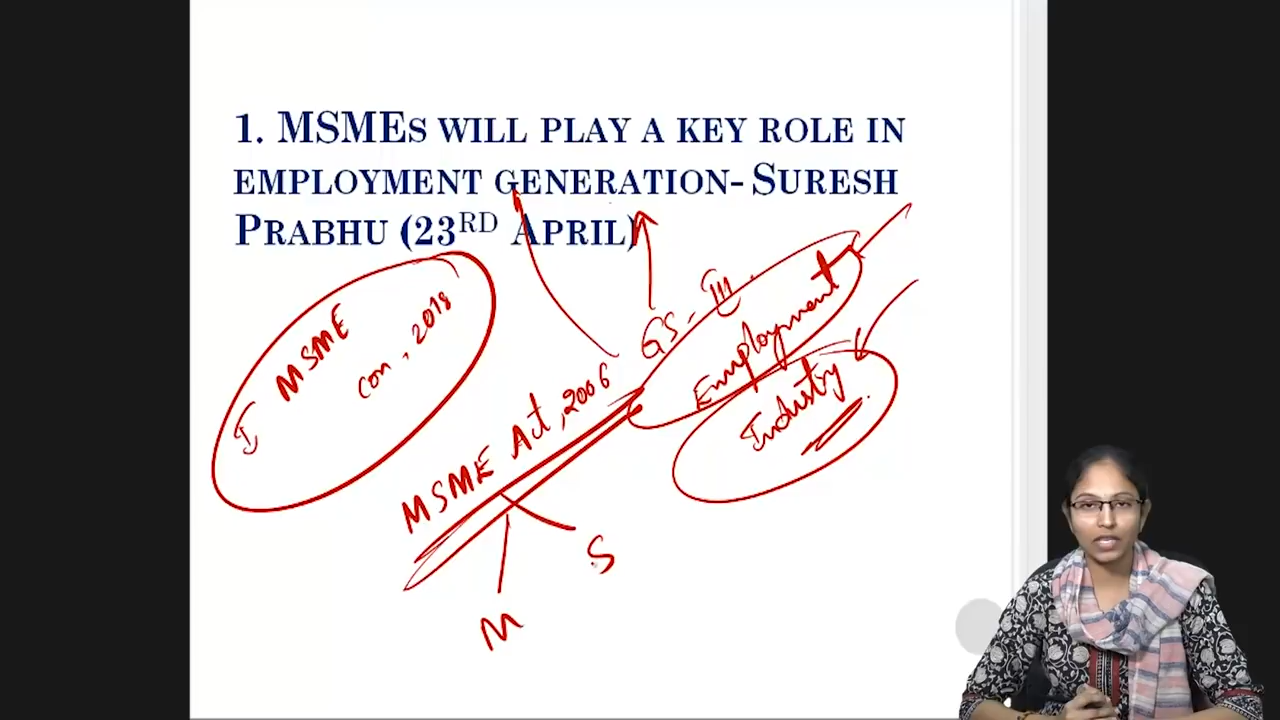 1. MSMEs WILL PLAY A KEY ROLE IN
EMPLOYMENT GENERATION- SURESH
PRABHU (23RD APRIL)
I MSME
con, 2018
GS- III
Employment
Industry
MSME Act, 2006
M
S